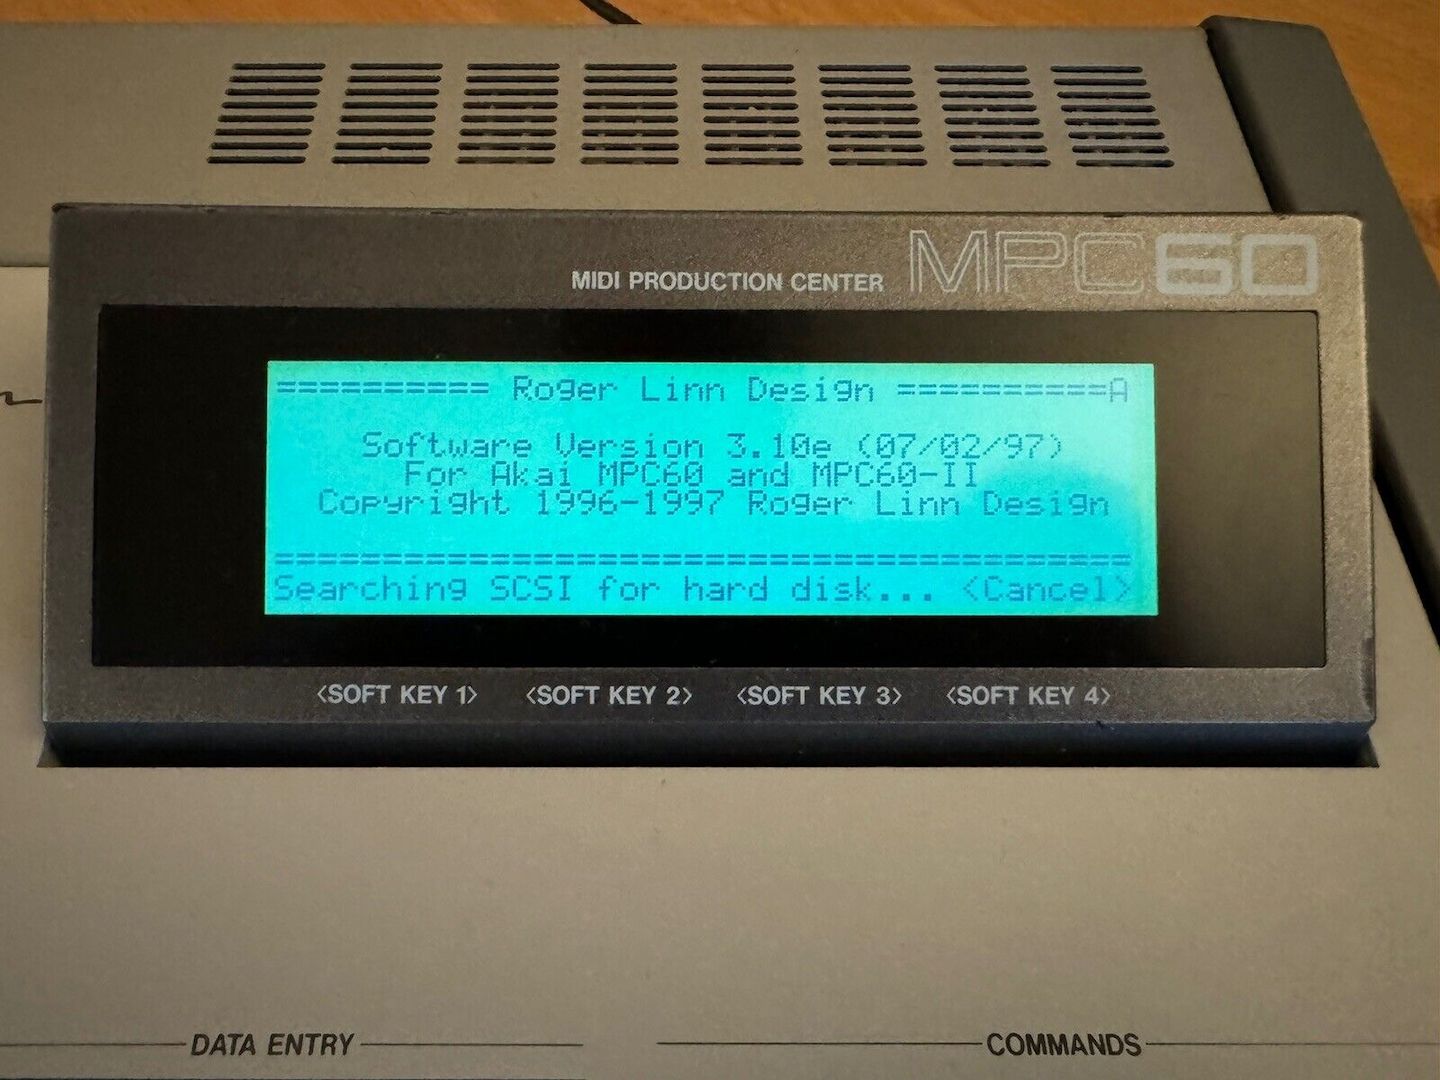 MIDI PRODUCTION CENTER MPC60
========== Roger Linn Design ==========A
Software Version 3.10e (07/02/97)
For Akai MPC60 and MPC60-II
Copyright 1996-1997 Roger Linn Design
========================================
Searching SCSI for hard disk... <Cancel>
<SOFT KEY 1> <SOFT KEY 2> <SOFT KEY 3> <SOFT KEY 4>
DATA ENTRY COMMANDS